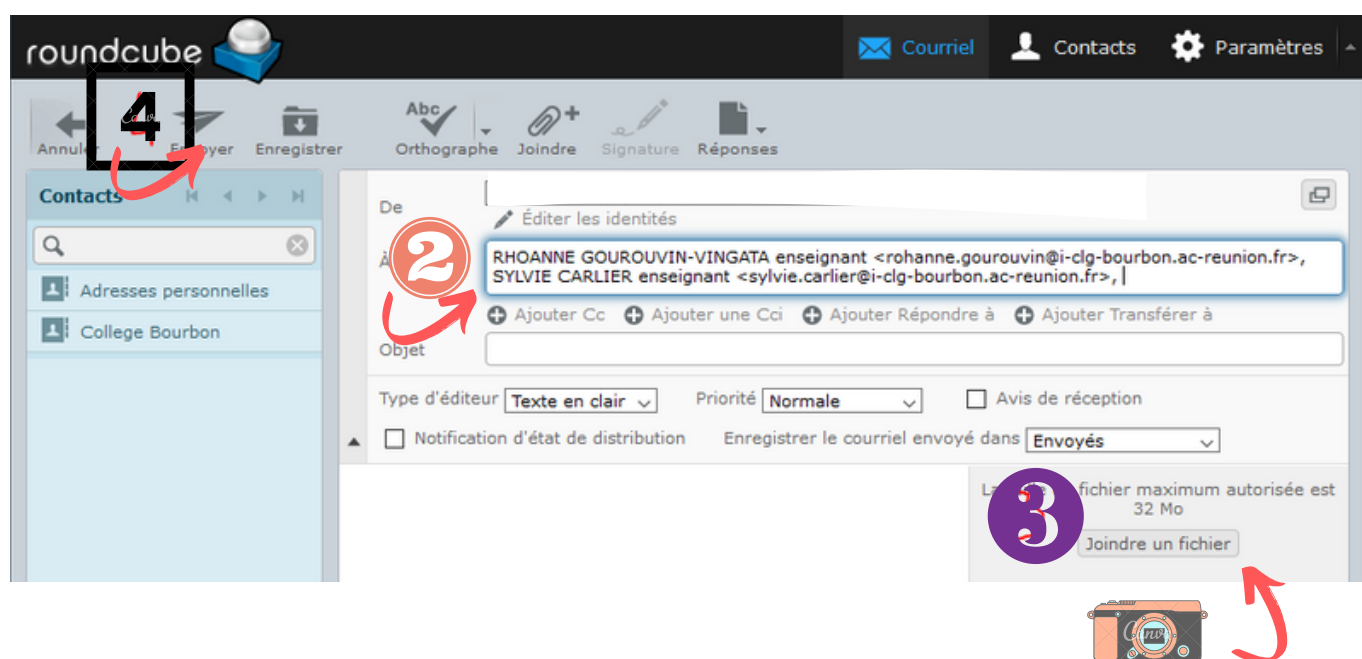 roundcube
Courriel Contacts Paramètres
4
Annuler Envoyer Enregistrer Orthographe Joindre Signature Réponses
Abc
Contacts
Adresses personnelles
College Bourbon
De
Éditer les identités
2
À
RHOANNE GOUROUVIN-VINGATA enseignant <rohanne.gourouvin@i-clg-bourbon.ac-reunion.fr>,
SYLVIE CARLIER enseignant <sylvie.carlier@i-clg-bourbon.ac-reunion.fr>,
Ajouter Cc Ajouter une Cci Ajouter Répondre à Ajouter Transférer à
Objet
Type d'éditeur Texte en clair Priorité Normale Avis de réception
Notification d'état de distribution Enregistrer le courriel envoyé dans Envoyés
3
fichier maximum autorisée est
32 Mo
Joindre un fichier
Canva